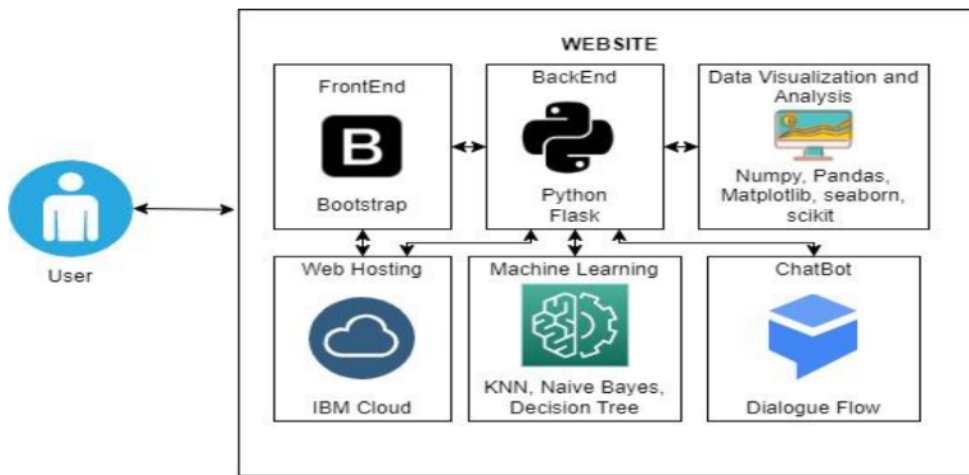 WEBSITE
FrontEnd
B
Bootstrap
BackEnd
Python
Flask
Data Visualization and
Analysis
Numpy, Pandas,
Matplotlib, seaborn,
scikit
User
Web Hosting
IBM Cloud
Machine Learning
KNN, Naive Bayes,
Decision Tree
ChatBot
Dialogue Flow